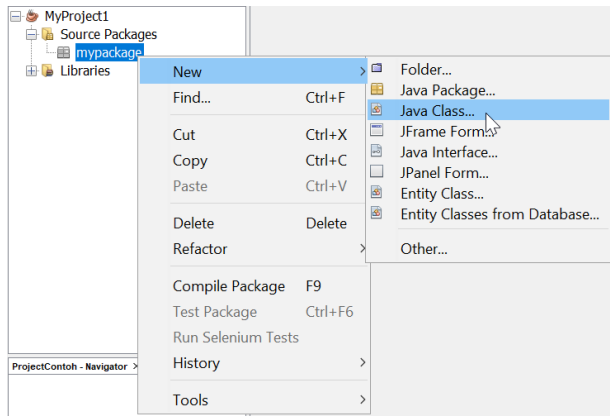 MyProject1
Source Packages
mypackage
Libraries
New
Find... Ctrl+F
Cut Ctrl+X
Copy Ctrl+C
Paste Ctrl+V
Delete Delete
Refactor
Compile Package F9
Test Package Ctrl+F6
Run Selenium Tests
History
Tools
Folder...
Java Package...
Java Class...
JFrame Form...
Java Interface...
JPanel Form...
Entity Class...
Entity Classes from Database...
Other...
ProjectContoh - Navigator